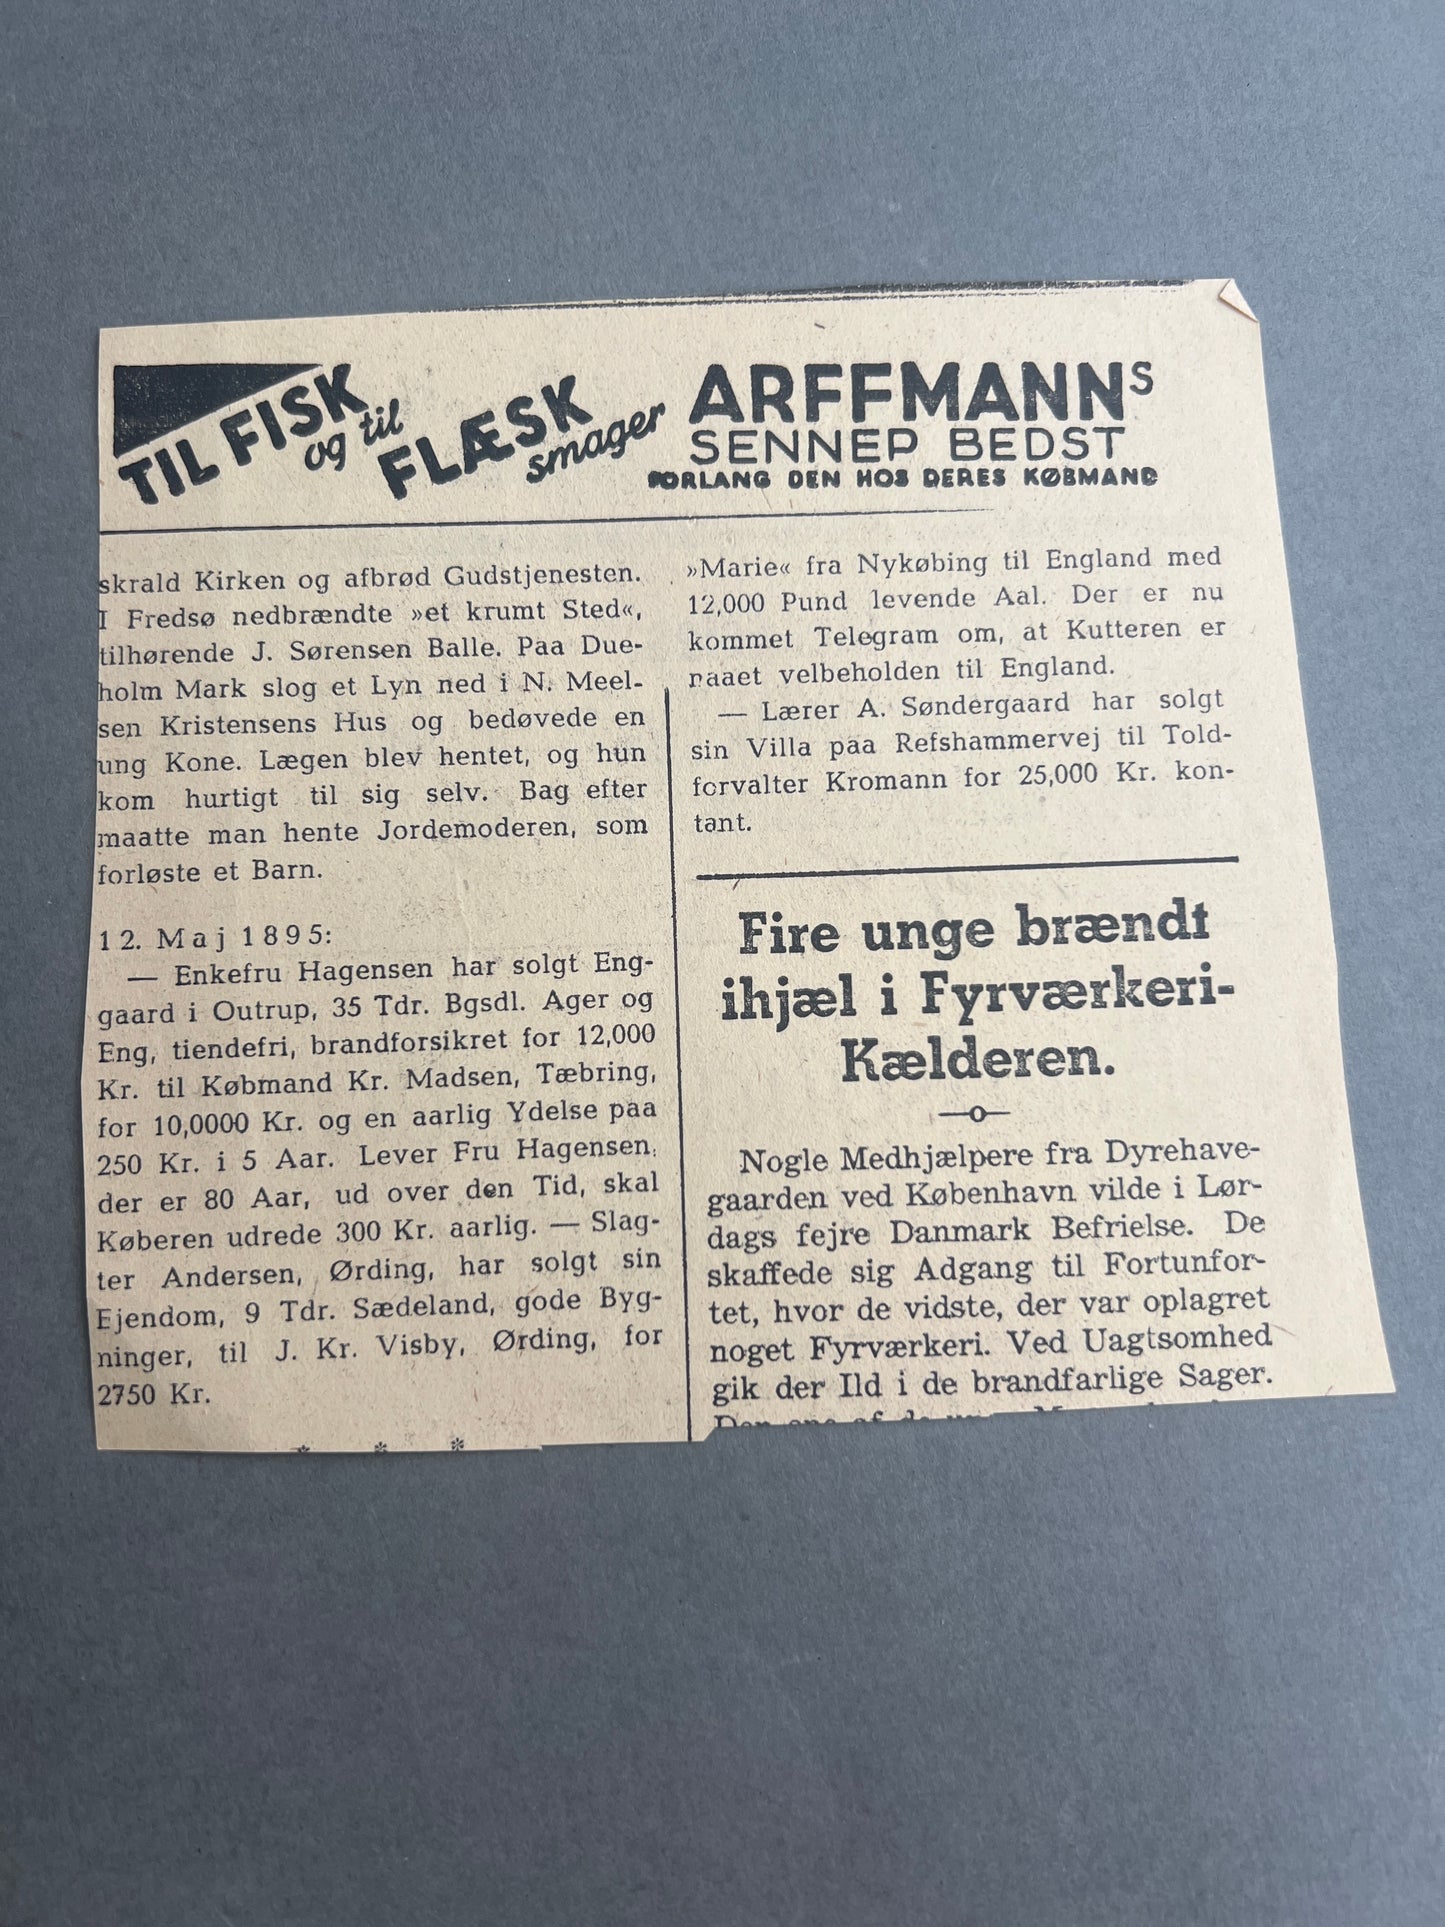 TIL FISK
og til
FLÆSK
smager
ARFFMANNS
SENNEP BEDST
FORLANG DEN HOS DERES KØBMAND
skrald Kirken og afbrød Gudstjenesten.
I Fredsø nedbrændte »et krumt Sted«,
tilhørende J. Sørensen Balle. Paa Due-
holm Mark slog et Lyn ned i N. Meel-
sen Kristensens Hus og bedøvede en
ung Kone. Lægen blev hentet, og hun
kom hurtigt til sig selv. Bag efter
maatte man hente Jordemoderen, som
forløste et Barn.
12. Maj 1895:
— Enkefru Hagensen har solgt Eng-
gaard i Outrup, 35 Tdr. Bgsdl. Ager og
Eng, tiendefri, brandforsikret for 12,000
Kr. til Købmand Kr. Madsen, Tæbring,
for 10,0000 Kr. og en aarlig Ydelse paa
250 Kr. i 5 Aar. Lever Fru Hagensen,
der er 80 Aar, ud over den Tid, skal
Køberen udrede 300 Kr. aarlig. — Slag-
ter Andersen, Ørding, har solgt sin
Ejendom, 9 Tdr. Sædeland, gode Byg-
ninger, til J. Kr. Visby, Ørding, for
2750 Kr.
* * *
»Marie« fra Nykøbing til England med
12,000 Pund levende Aal. Der er nu
kommet Telegram om, at Kutteren er
naaet velbeholden til England.
— Lærer A. Søndergaard har solgt
sin Villa paa Refshammervej til Told-
forvalter Kromann for 25,000 Kr. kon-
tant.
Fire unge brændt
ihjæl i Fyrværkeri-
Kælderen.
Nogle Medhjælpere fra Dyrehave-
gaarden ved København vilde i Lør-
dags fejre Danmark Befrielse. De
skaffede sig Adgang til Fortunfor-
tet, hvor de vidste, der var oplagret
noget Fyrværkeri. Ved Uagtsomhed
gik der Ild i de brandfarlige Sager.
Den ene af de